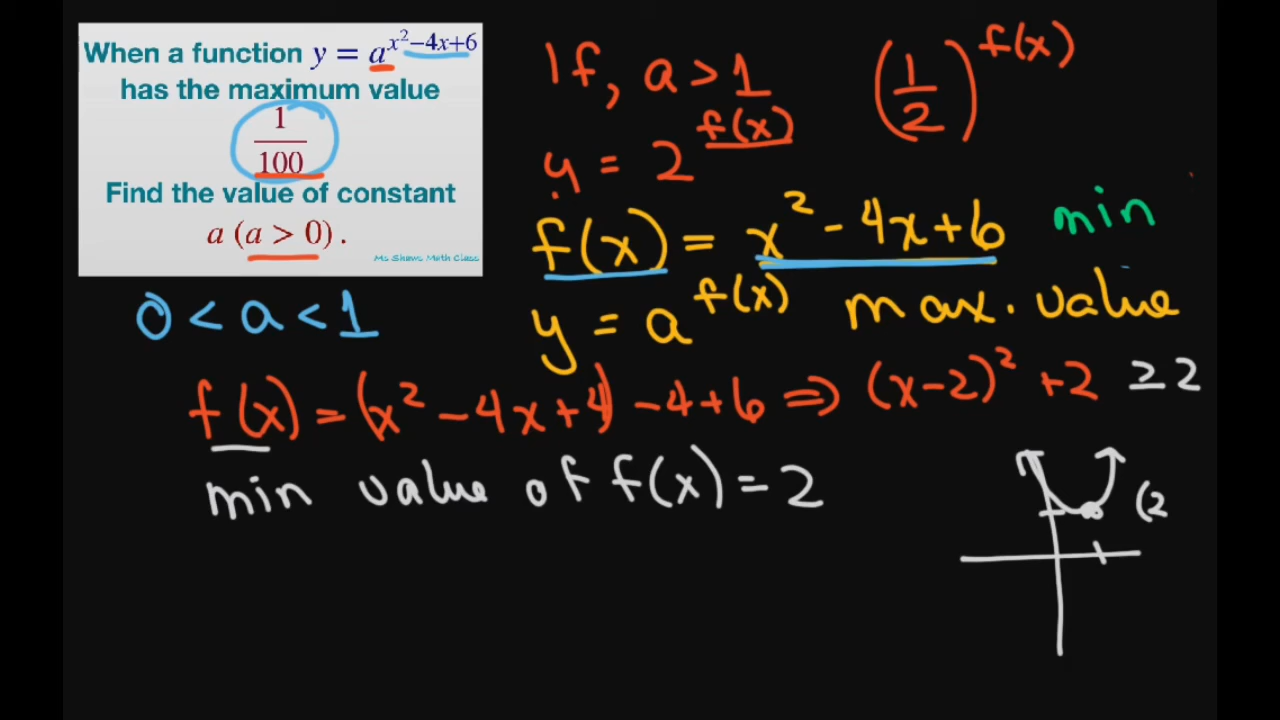 When a function y = a^{x²-4x+6}
has the maximum value
1/100
Find the value of constant
a (a > 0).
Ms Shaws Math Class
If, a > 1
(1/2)^{f(x)}
y = 2^{f(x)}
f(x) = x² - 4x + 6 min
y = a^{f(x)} max. value
0 < a < 1
f(x) = (x² - 4x + 4) - 4 + 6 ⇒ (x - 2)² + 2 ≥ 2
min value of f(x) = 2
(2